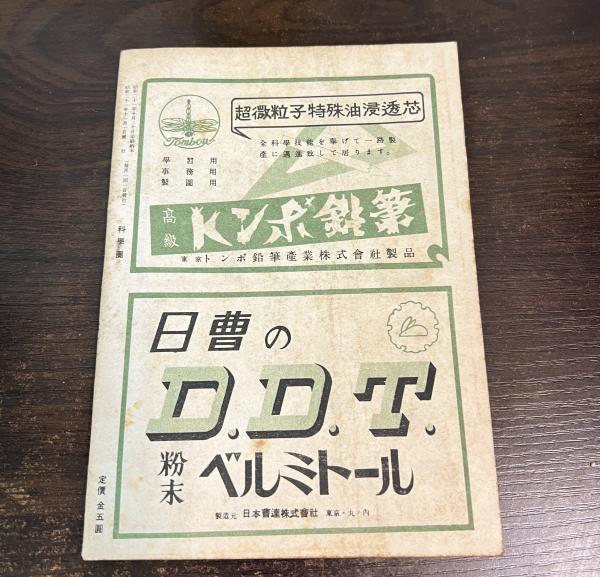 超微粒子特殊油浸透芯
Tombow
全科學技能を擧げて一路製
産に邁進致して居ります。
學習用
事務用
製圖用
高級
トンボ鉛筆
東京 トンボ鉛筆產業株式會社製品
日曹の
D.D.T.
粉末
ベルミトール
製造元 日本曹達株式會社 東京・丸ノ内
科學圈
定價 金五圓